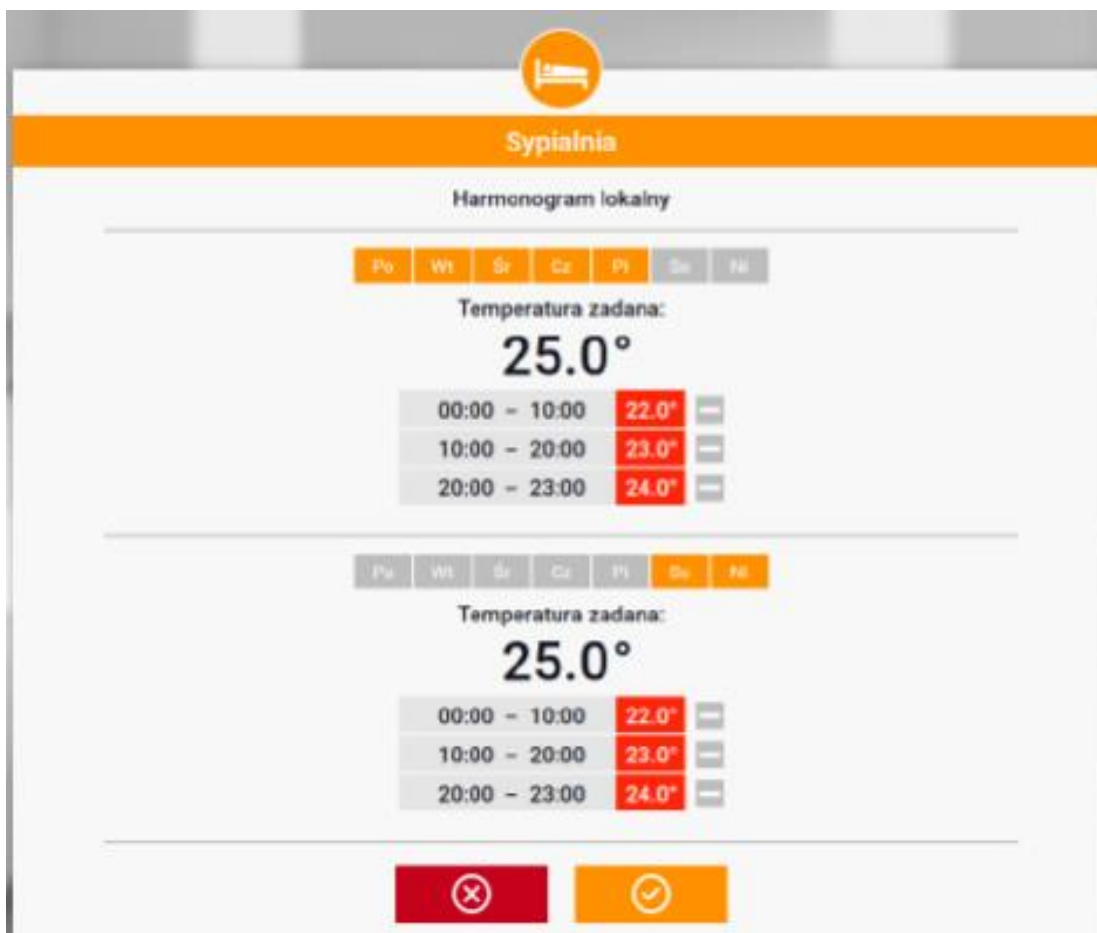 Sypialnia
Harmonogram lokalny
Po Wt Śr Cz Pi So Ni
Temperatura zadana:
25.0°
00:00 – 10:00 22.0°
10:00 – 20:00 23.0°
20:00 – 23:00 24.0°
Po Wt Śr Cz Pi So Ni
Temperatura zadana:
25.0°
00:00 – 10:00 22.0°
10:00 – 20:00 23.0°
20:00 – 23:00 24.0°